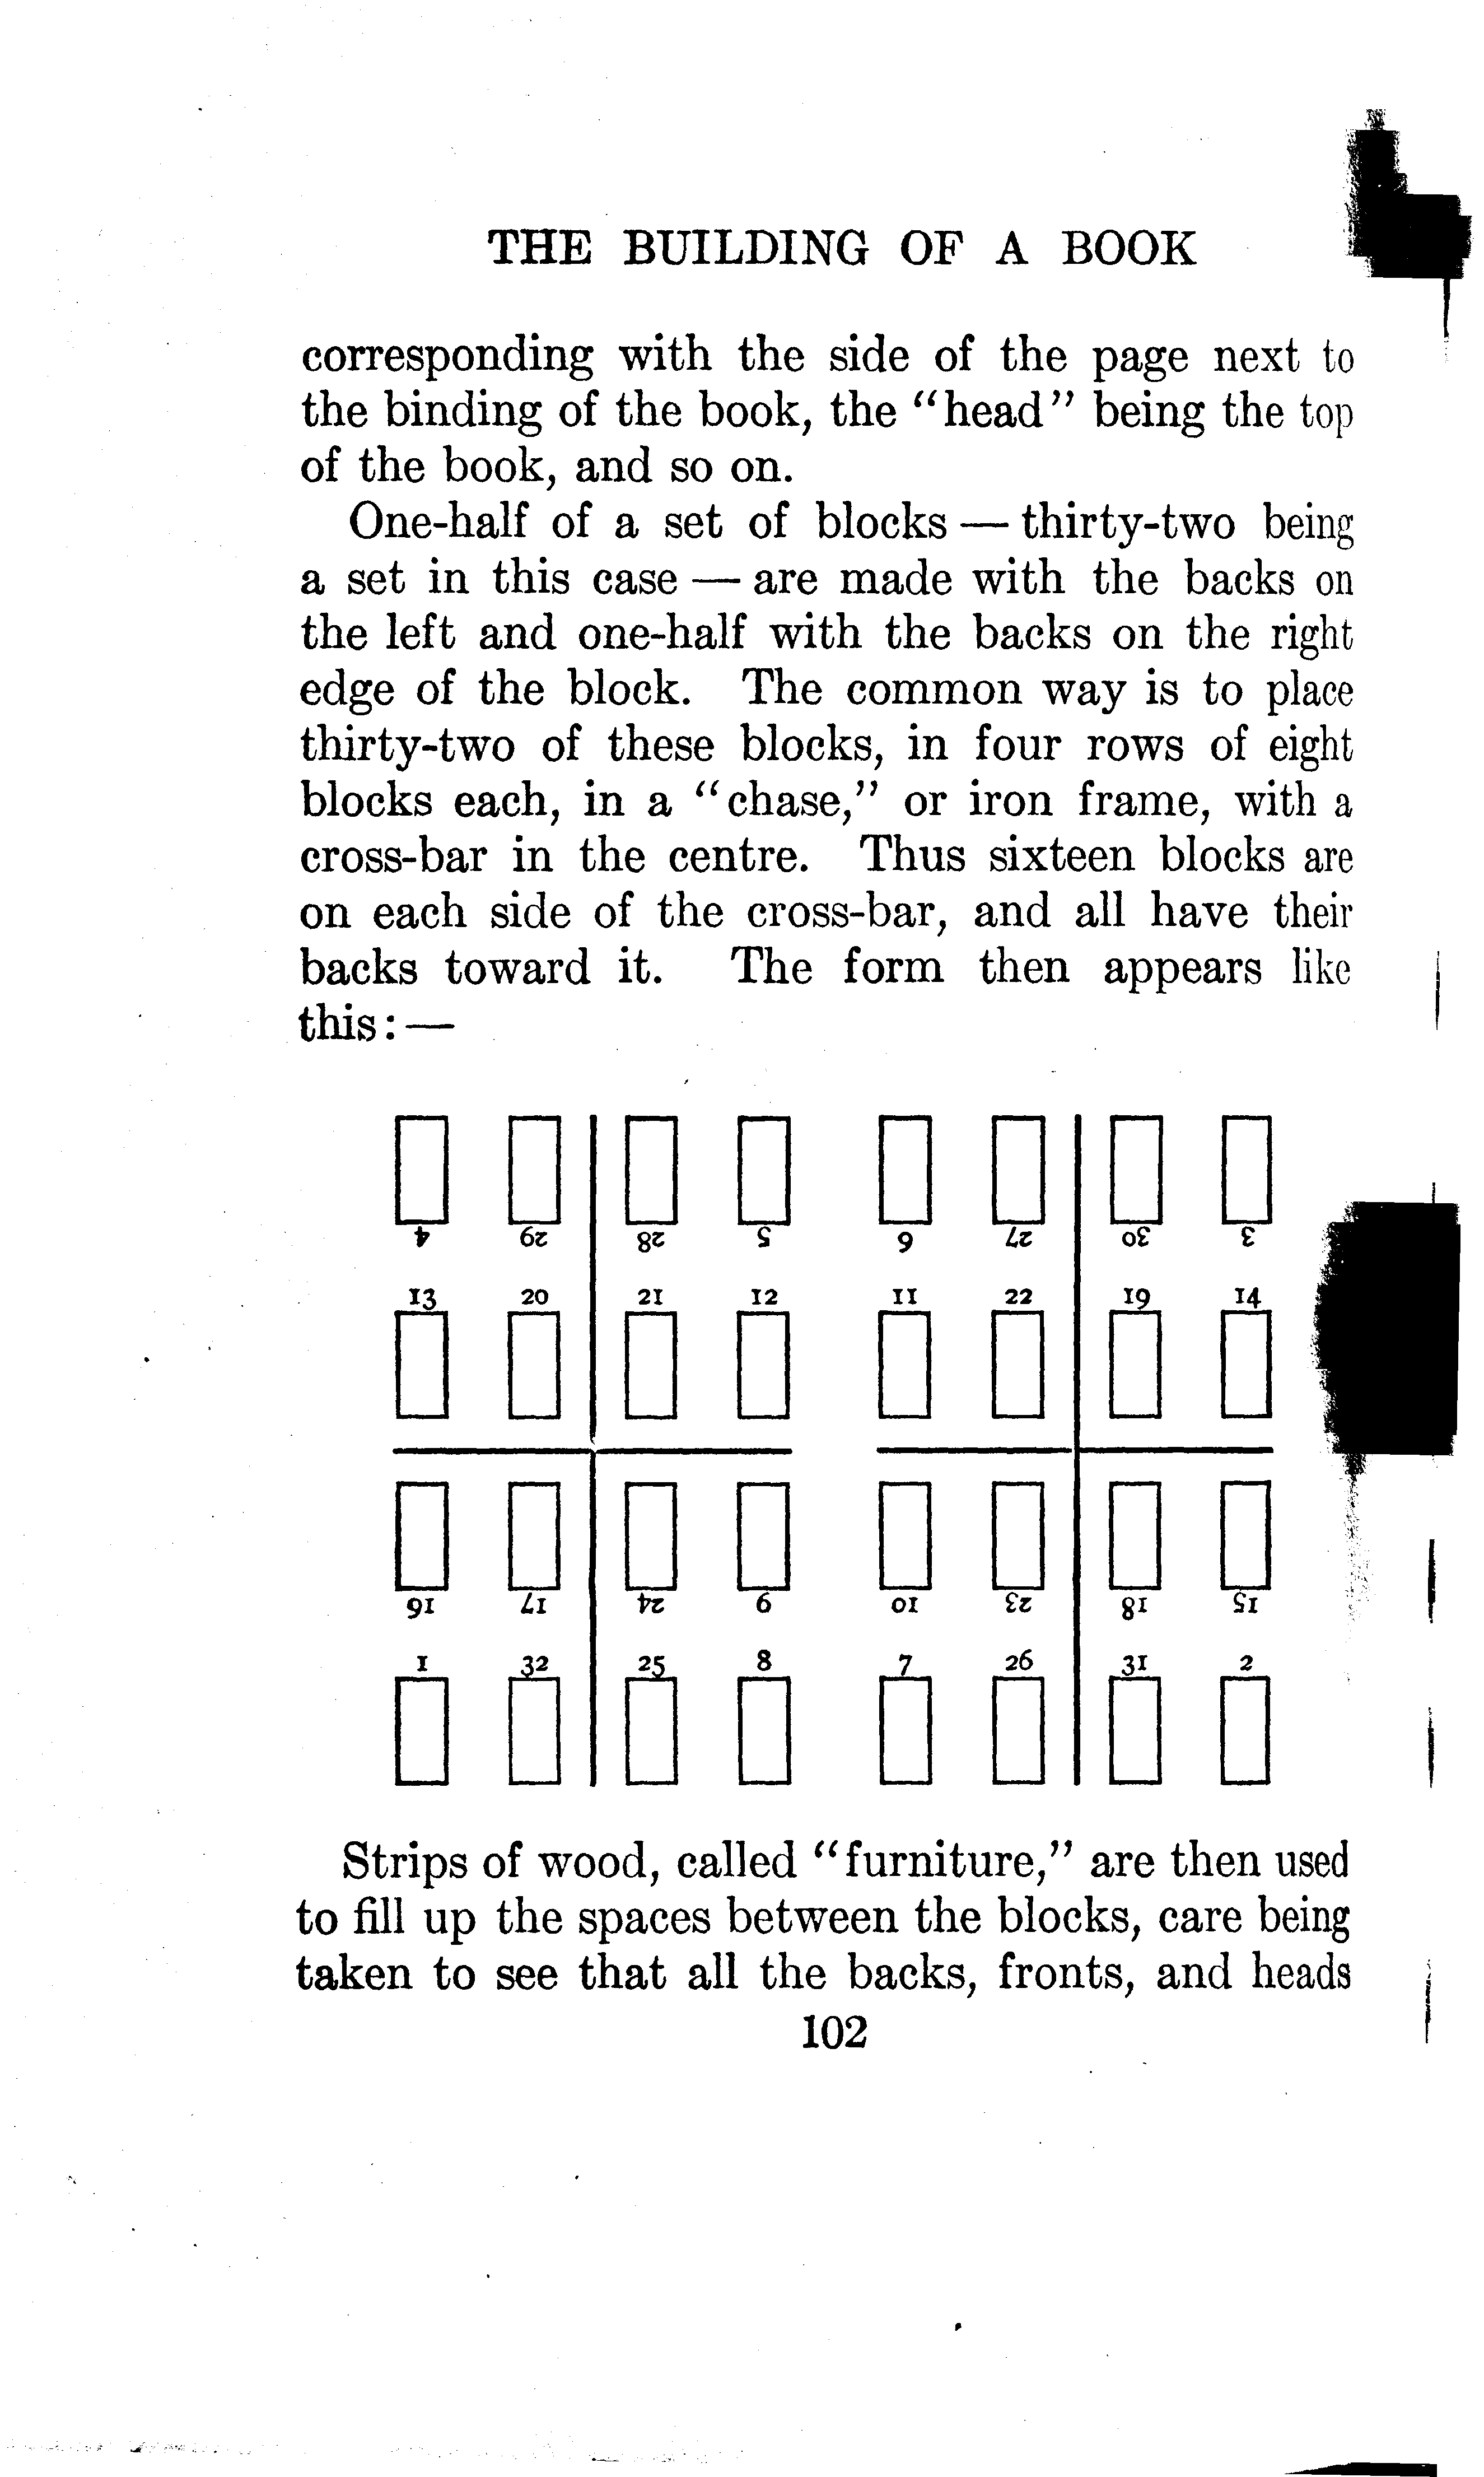 THE BUILDING OF A BOOK
corresponding with the side of the page next to
the binding of the book, the “head” being the top
of the book, and so on.
One-half of a set of blocks — thirty-two being
a set in this case — are made with the backs on
the left and one-half with the backs on the right
edge of the block. The common way is to place
thirty-two of these blocks, in four rows of eight
blocks each, in a “chase,” or iron frame, with a
cross-bar in the centre. Thus sixteen blocks are
on each side of the cross-bar, and all have their
backs toward it. The form then appears like
this: —
4 29 28 5 6 27 30 3
13 20 21 12 11 22 19 14
16 17 24 9 10 23 18 15
1 32 25 8 7 26 31 2
Strips of wood, called “furniture,” are then used
to fill up the spaces between the blocks, care being
taken to see that all the backs, fronts, and heads
102